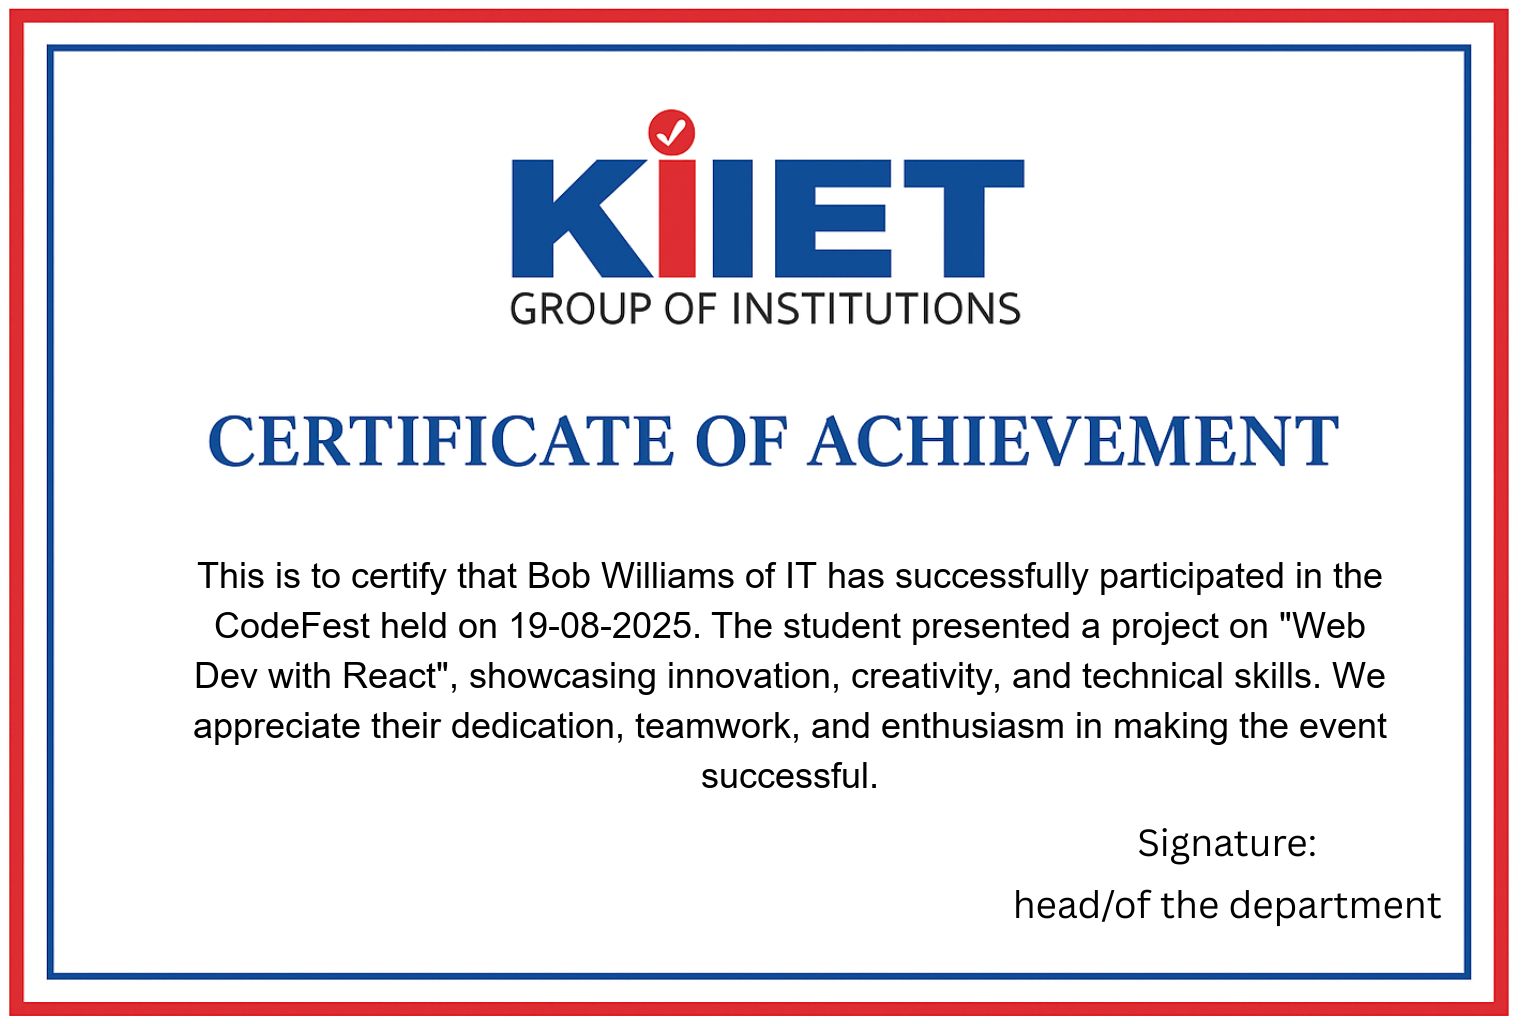 KiIET
GROUP OF INSTITUTIONS
CERTIFICATE OF ACHIEVEMENT
This is to certify that Bob Williams of IT has successfully participated in the
CodeFest held on 19-08-2025. The student presented a project on "Web
Dev with React", showcasing innovation, creativity, and technical skills. We
appreciate their dedication, teamwork, and enthusiasm in making the event
successful.
Signature:
head/of the department